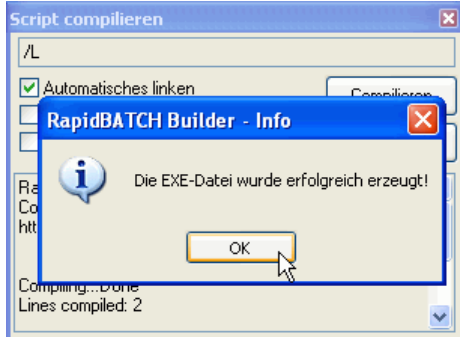 Script compilieren
/L
Automatisches linken
Compilieren
RapidBATCH Builder - Info
Die EXE-Datei wurde erfolgreich erzeugt!
OK
Compiling...Done
Lines compiled: 2